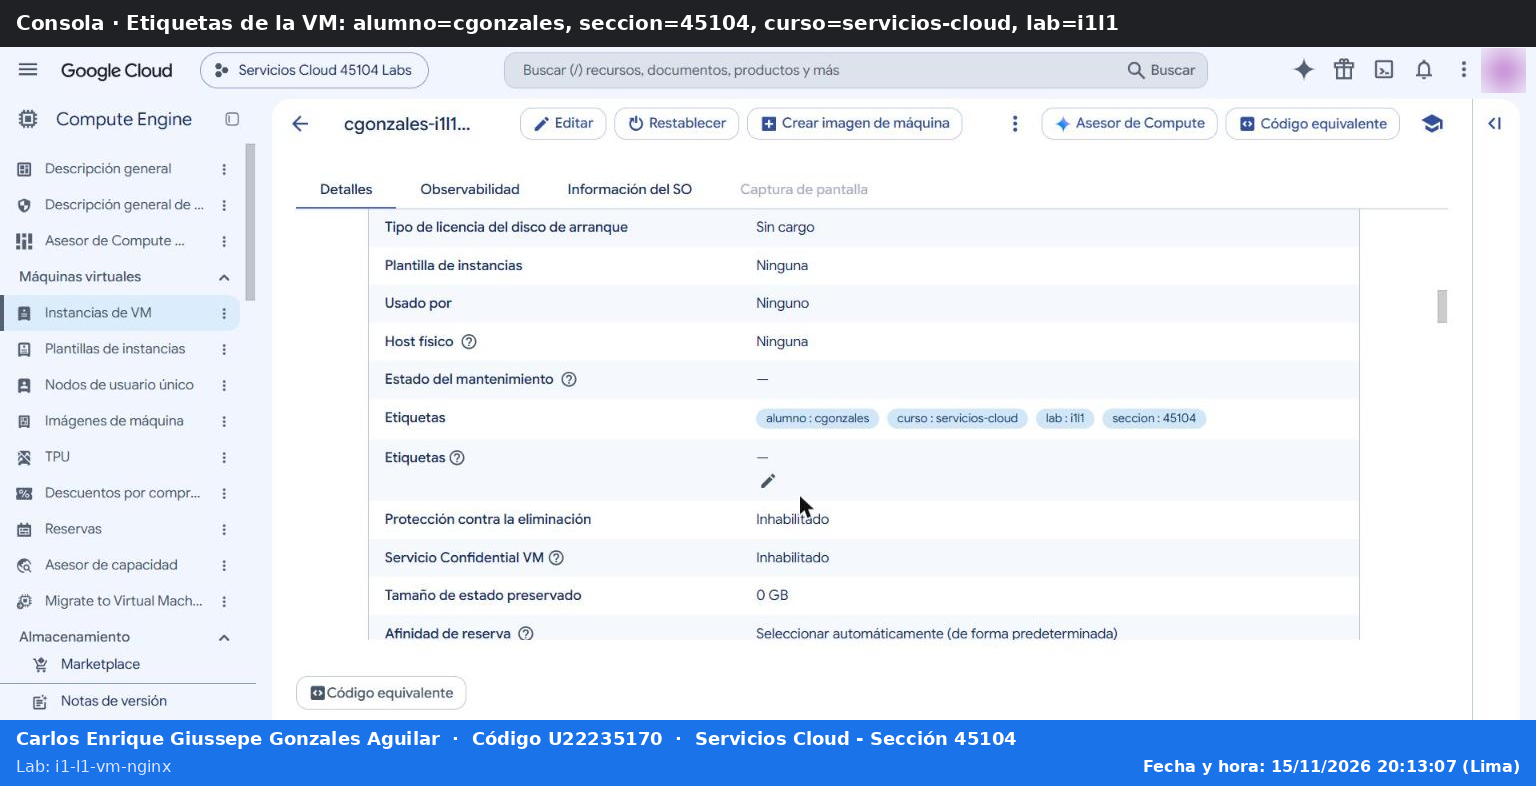 Consola · Etiquetas de la VM: alumno=cgonzales, seccion=45104, curso=servicios-cloud, lab=i1l1
Google Cloud
Servicios Cloud 45104 Labs
Buscar (/) recursos, documentos, productos y más
Buscar
Compute Engine
Descripción general
Descripción general de ...
Asesor de Compute ...
Máquinas virtuales
Instancias de VM
Plantillas de instancias
Nodos de usuario único
Imágenes de máquina
TPU
Descuentos por compr...
Reservas
Asesor de capacidad
Migrate to Virtual Mach...
Almacenamiento
Marketplace
Notas de versión
cgonzales-i1l1...
Editar
Restablecer
Crear imagen de máquina
Asesor de Compute
Código equivalente
Detalles
Observabilidad
Información del SO
Captura de pantalla
Tipo de licencia del disco de arranque Sin cargo
Plantilla de instancias Ninguna
Usado por Ninguno
Host físico Ninguna
Estado del mantenimiento —
Etiquetas alumno : cgonzales curso : servicios-cloud lab : i1l1 seccion : 45104
Etiquetas —
Protección contra la eliminación Inhabilitado
Servicio Confidential VM Inhabilitado
Tamaño de estado preservado 0 GB
Afinidad de reserva Seleccionar automáticamente (de forma predeterminada)
Código equivalente
Carlos Enrique Giussepe Gonzales Aguilar · Código U22235170 · Servicios Cloud - Sección 45104
Lab: i1-l1-vm-nginx
Fecha y hora: 15/11/2026 20:13:07 (Lima)